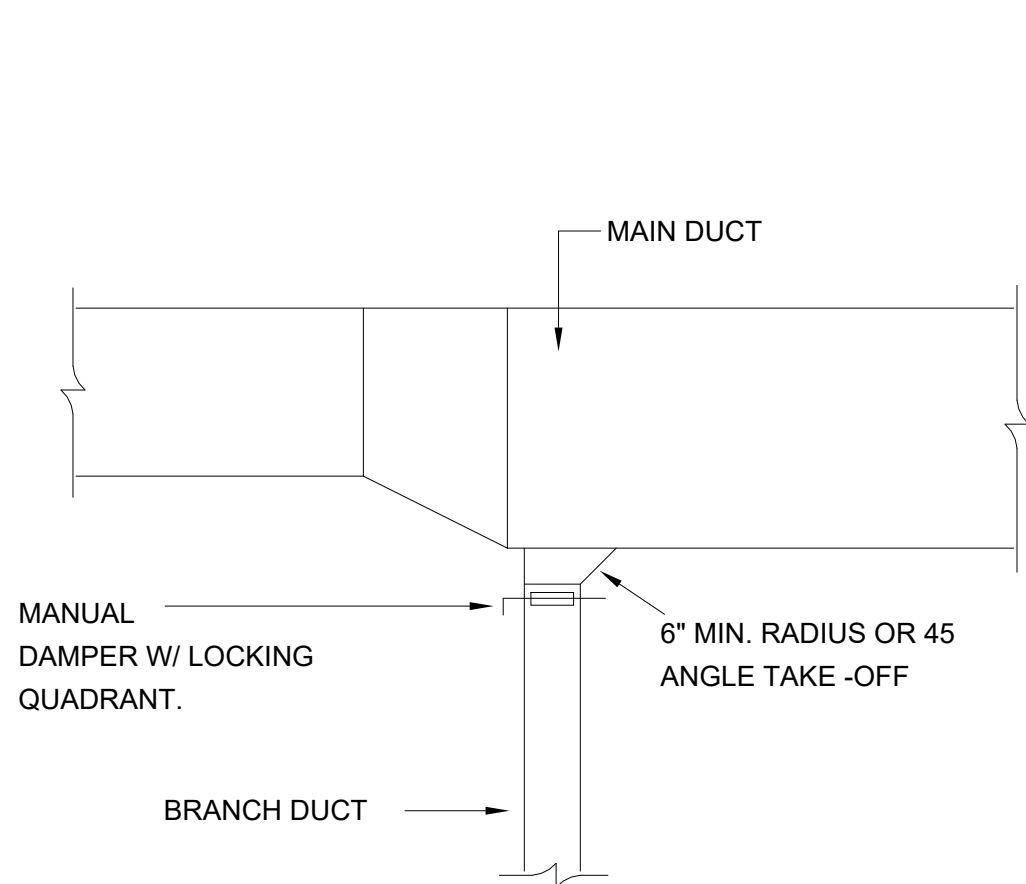 MAIN DUCT
MANUAL
DAMPER W/ LOCKING
QUADRANT.
6" MIN. RADIUS OR 45
ANGLE TAKE -OFF
BRANCH DUCT